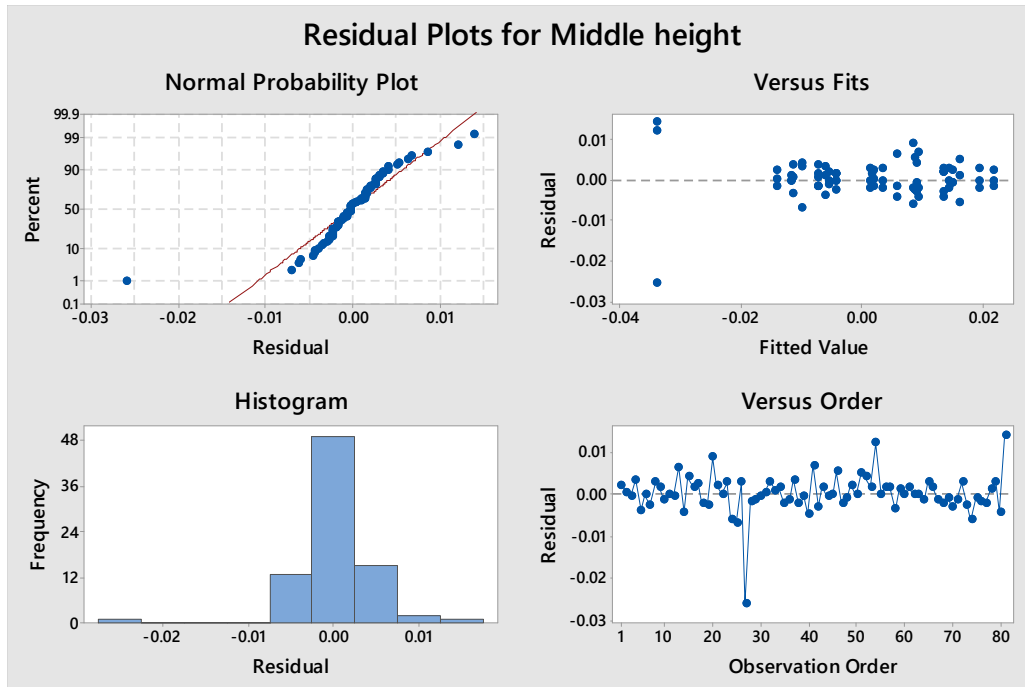 Residual Plots for Middle height
Normal Probability Plot
99.9
99
90
50
10
1
0.1
Percent
-0.03 -0.02 -0.01 0.00 0.01
Residual
Versus Fits
0.01
0.00
-0.01
-0.02
-0.03
Residual
-0.04 -0.02 0.00 0.02
Fitted Value
Histogram
48
36
24
12
0
Frequency
-0.02 -0.01 0.00 0.01
Residual
Versus Order
0.01
0.00
-0.01
-0.02
-0.03
Residual
1 10 20 30 40 50 60 70 80
Observation Order